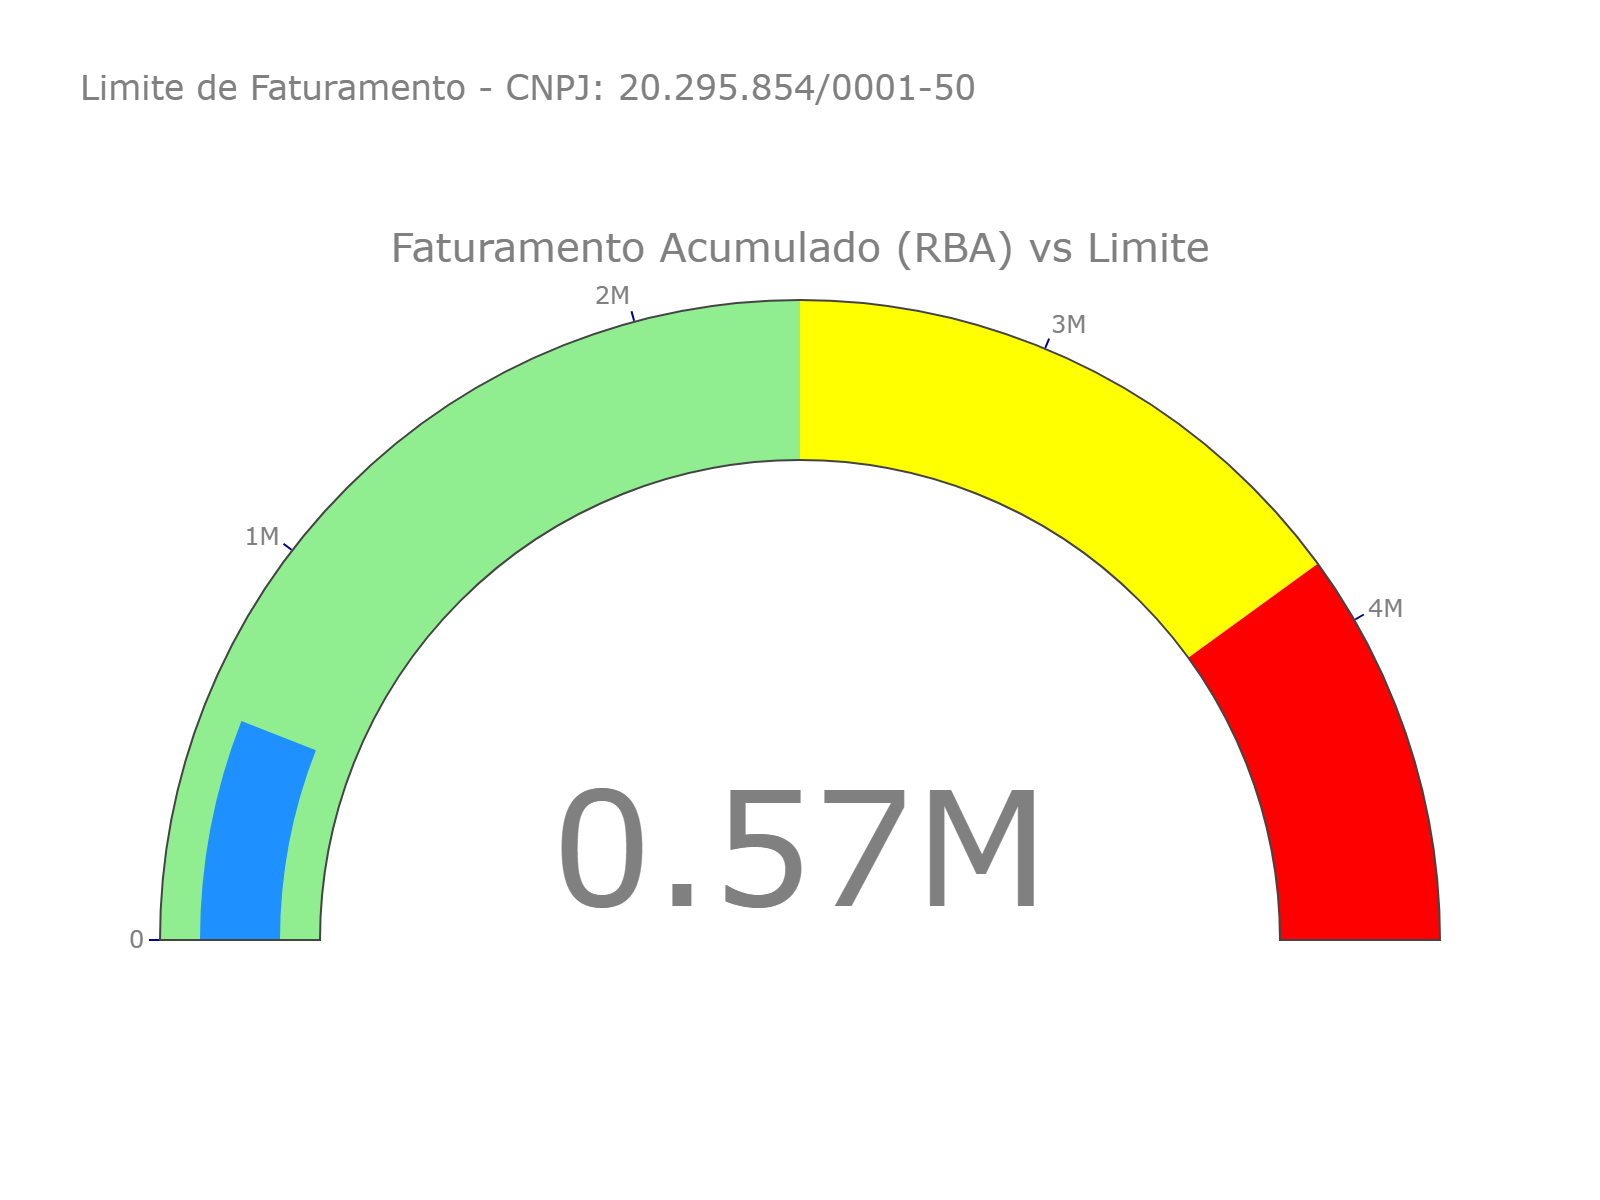 Limite de Faturamento - CNPJ: 20.295.854/0001-50
Faturamento Acumulado (RBA) vs Limite
2M
3M
1M
4M
0.57M
0